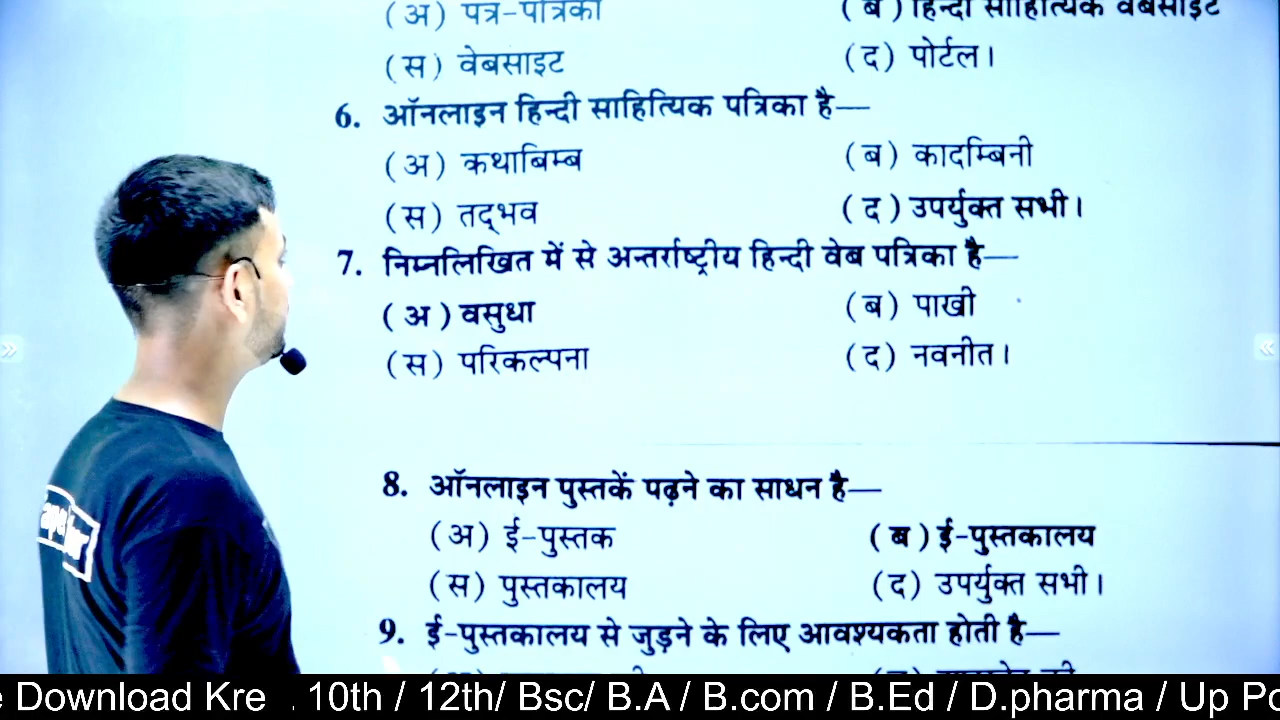 (अ) पत्र-पत्रिका (ब) हिन्दी साहित्यिक वेबसाइट
(स) वेबसाइट (द) पोर्टल।
6. ऑनलाइन हिन्दी साहित्यिक पत्रिका है—
(अ) कथाबिम्ब (ब) कादम्बिनी
(स) तद्भव (द) उपर्युक्त सभी।
7. निम्नलिखित में से अन्तर्राष्ट्रीय हिन्दी वेब पत्रिका है—
(अ) वसुधा (ब) पाखी
(स) परिकल्पना (द) नवनीत।
8. ऑनलाइन पुस्तकें पढ़ने का साधन है—
(अ) ई-पुस्तक (ब) ई-पुस्तकालय
(स) पुस्तकालय (द) उपर्युक्त सभी।
9. ई-पुस्तकालय से जुड़ने के लिए आवश्यकता होती है—
e Download Kre . 10th / 12th/ Bsc/ B.A / B.com / B.Ed / D.pharma / Up Po